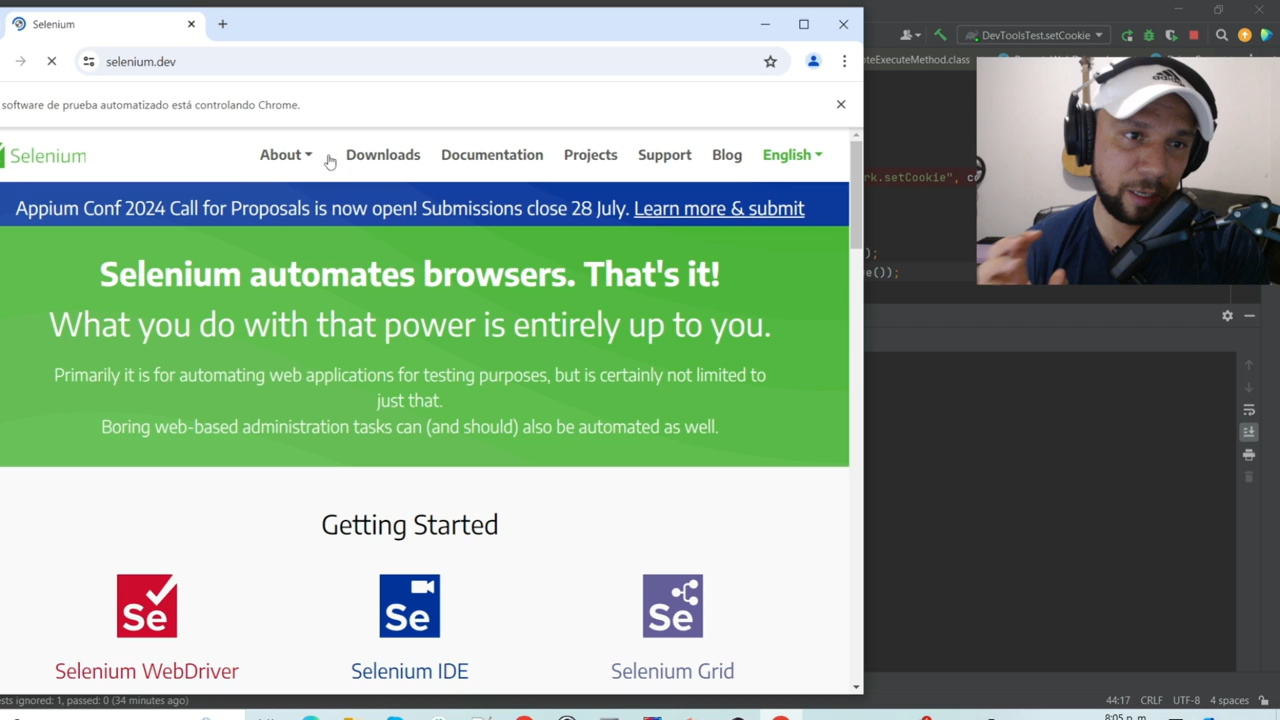 Selenium
selenium.dev
software de prueba automatizado está controlando Chrome.
Selenium
About
Downloads
Documentation
Projects
Support
Blog
English
Appium Conf 2024 Call for Proposals is now open! Submissions close 28 July. Learn more & submit
Selenium automates browsers. That's it!
What you do with that power is entirely up to you.
Primarily it is for automating web applications for testing purposes, but is certainly not limited to
just that.
Boring web-based administration tasks can (and should) also be automated as well.
Getting Started
Se
Se
Se
Selenium WebDriver
Selenium IDE
Selenium Grid
DevToolsTest.setCookie
teExecuteMethod.class
rk.setCookie", co
);
e());
adidas
ests ignored: 1, passed: 0 (34 minutes ago)
44:17
CRLF
UTF-8
4 spaces
8:05 p. m.